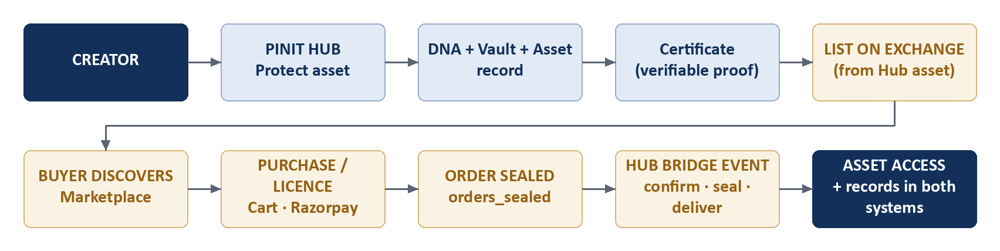 CREATOR
PINIT HUB
Protect asset
DNA + Vault + Asset
record
Certificate
(verifiable proof)
LIST ON EXCHANGE
(from Hub asset)
BUYER DISCOVERS
Marketplace
PURCHASE /
LICENCE
Cart · Razorpay
ORDER SEALED
orders_sealed
HUB BRIDGE EVENT
confirm · seal ·
deliver
ASSET ACCESS
+ records in both
systems